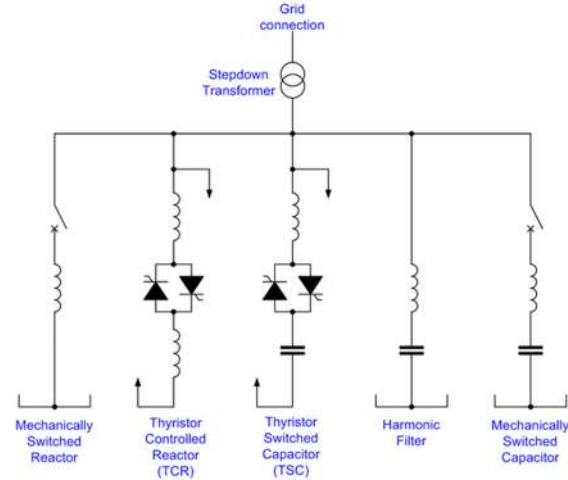 Grid
connection
Stepdown
Transformer
Mechanically
Switched
Reactor
Thyristor
Controlled
Reactor
(TCR)
Thyristor
Switched
Capacitor
(TSC)
Harmonic
Filter
Mechanically
Switched
Capacitor